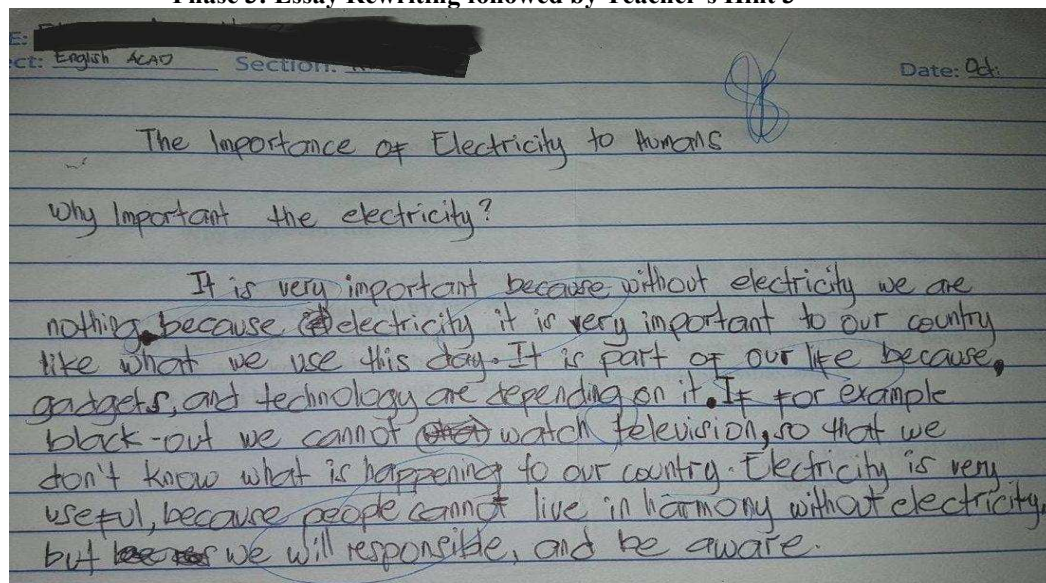 Phase 3: Essay Rewriting followed by Teacher's Hint 3
E:
ect: English ACAD Section: Date: Oct:
The Importance of Electricity to Humans
Why Important the electricity?
It is very important because without electricity we are
nothing. because electricity it is very important to our country
like what we use this day. It is part of our life because,
gadgets, and technology are depending on it. If for example
black-out we cannot watch television, so that we
don't know what is happening to our country. Electricity is very
useful, because people cannot live in harmony without electricity.
but we will responsible, and be aware.